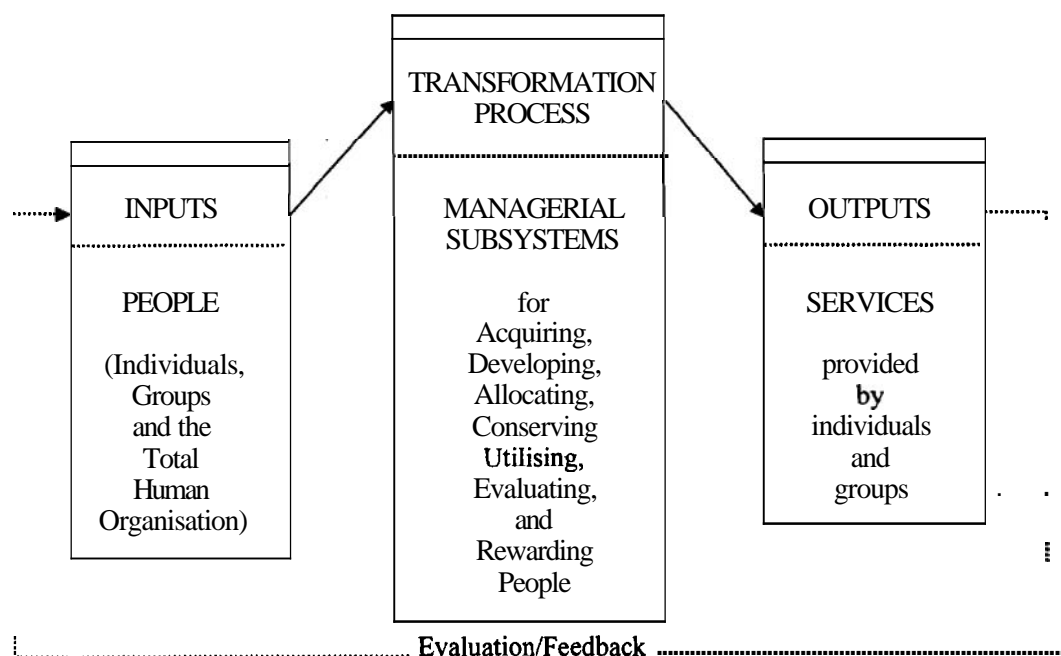 INPUTS
PEOPLE
(Individuals,
Groups
and the
Total
Human
Organisation)
TRANSFORMATION
PROCESS
MANAGERIAL
SUBSYSTEMS
for
Acquiring,
Developing,
Allocating,
Conserving
Utilising,
Evaluating,
and
Rewarding
People
OUTPUTS
SERVICES
provided
by
individuals
and
groups
Evaluation/Feedback